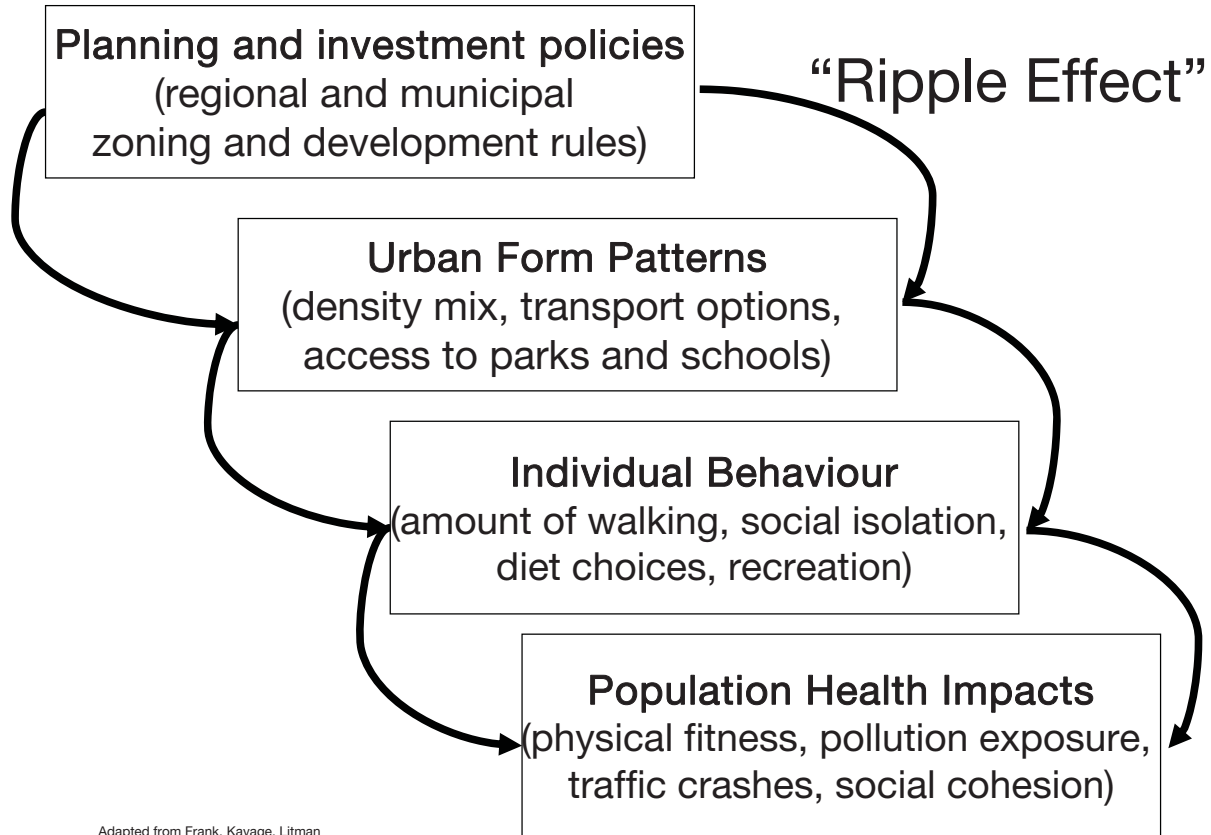 Planning and investment policies
(regional and municipal
zoning and development rules)
“Ripple Effect”
Urban Form Patterns
(density mix, transport options,
access to parks and schools)
Individual Behaviour
(amount of walking, social isolation,
diet choices, recreation)
Population Health Impacts
(physical fitness, pollution exposure,
traffic crashes, social cohesion)
Adapted from Frank, Kavage, Litman